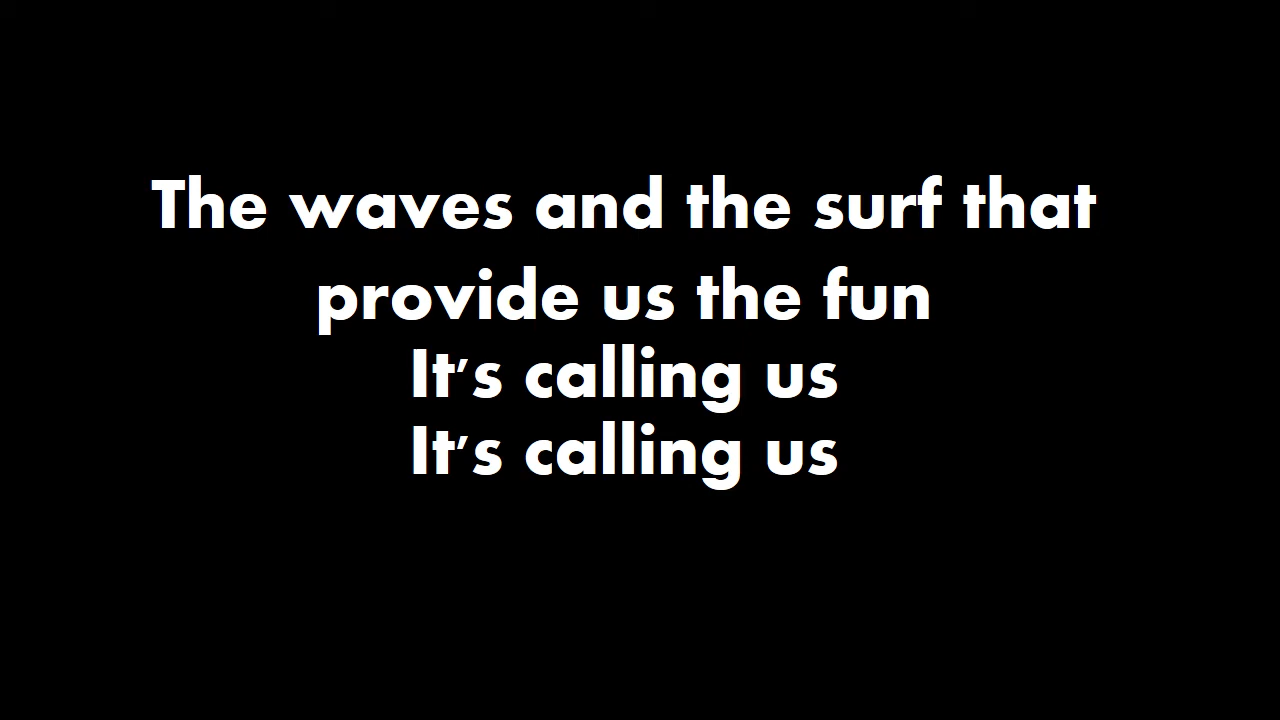 The waves and the surf that
provide us the fun
It's calling us
It's calling us